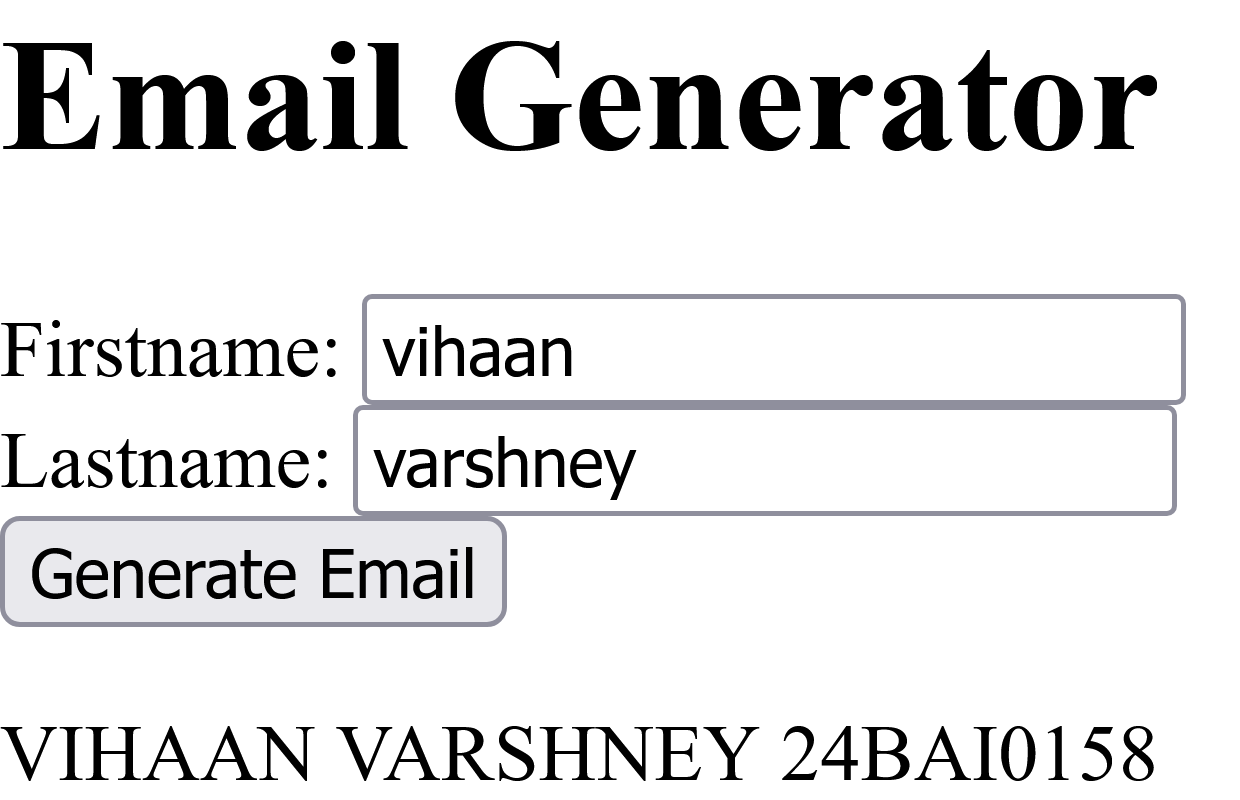 Email Generator
Firstname: vihaan
Lastname: varshney
Generate Email
VIHAAN VARSHNEY 24BAI0158